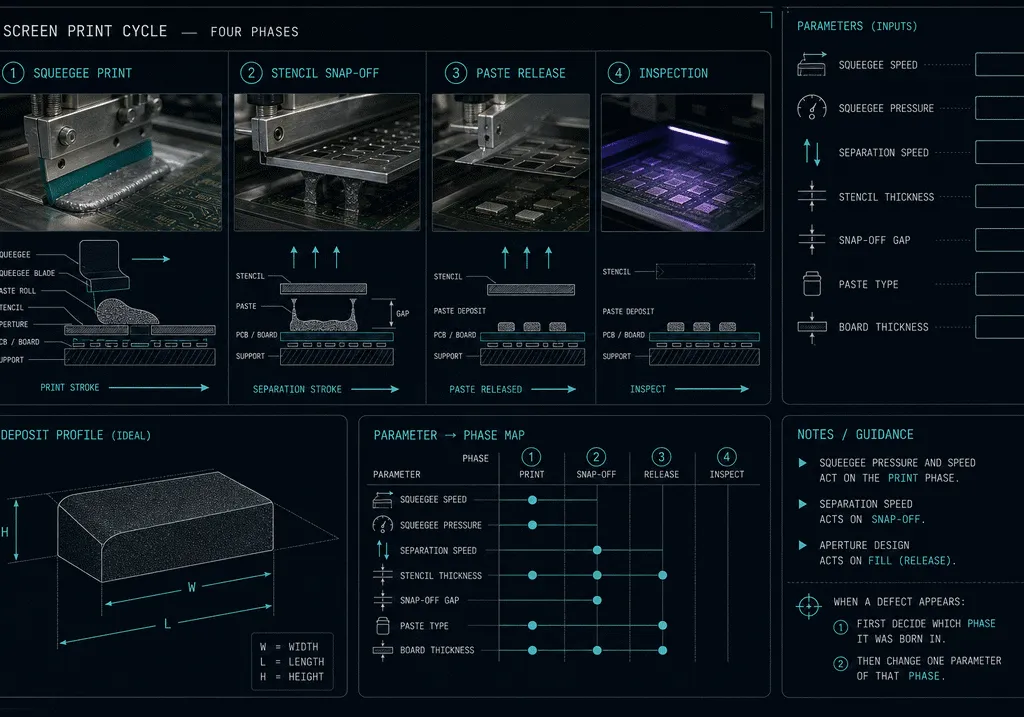 SCREEN PRINT CYCLE — FOUR PHASES
1 SQUEEGEE PRINT
2 STENCIL SNAP-OFF
3 PASTE RELEASE
4 INSPECTION
QUEEGEE
QUEEGEE BLADE
ASTE ROLL
TENCIL
PERTURE
CB / BOARD
UPPORT
PRINT STROKE
STENCIL
PASTE
GAP
PCB / BOARD
SUPPORT
SEPARATION STROKE
STENCIL
PASTE DEPOSIT
PCB / BOARD
SUPPORT
PASTE RELEASED
STENCIL
PASTE DEPOSIT
PCB / BOARD
SUPPORT
INSPECT
PARAMETERS (INPUTS)
SQUEEGEE SPEED
SQUEEGEE PRESSURE
SEPARATION SPEED
STENCIL THICKNESS
SNAP-OFF GAP
PASTE TYPE
BOARD THICKNESS
DEPOSIT PROFILE (IDEAL)
H
W
L
W = WIDTH
L = LENGTH
H = HEIGHT
PARAMETER → PHASE MAP
PHASE 1 2 3 4
PARAMETER PRINT SNAP-OFF RELEASE INSPECT
SQUEEGEE SPEED
SQUEEGEE PRESSURE
SEPARATION SPEED
STENCIL THICKNESS
SNAP-OFF GAP
PASTE TYPE
BOARD THICKNESS
NOTES / GUIDANCE
SQUEEGEE PRESSURE AND SPEED
ACT ON THE PRINT PHASE.
SEPARATION SPEED
ACTS ON SNAP-OFF.
APERTURE DESIGN
ACTS ON FILL (RELEASE).
WHEN A DEFECT APPEARS:
1 FIRST DECIDE WHICH PHASE
IT WAS BORN IN.
2 THEN CHANGE ONE PARAMETER
OF THAT PHASE.